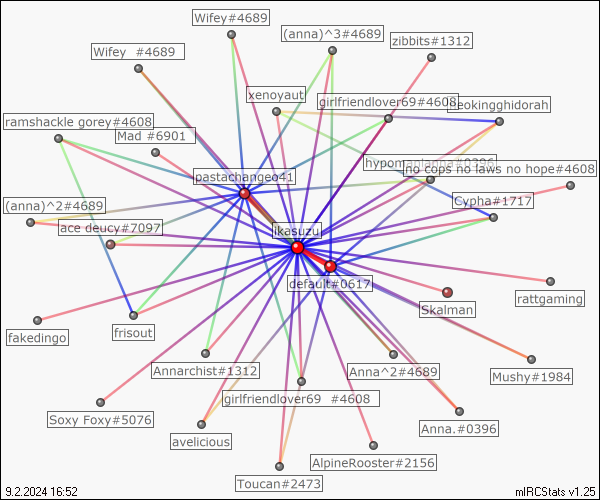 Wifey#4689
(anna)^3#4689
zibbits#1312
Wifey #4689
xenoyaut
girlfriendlover69#4608
eokingghidorah
ramshackle gorey#4608
Mad #6901
pastachangeo41
no cops no laws no hope#4608
Cypha#1717
(anna)^2#4689
ace deucy#7097
ikasuzu
default#0617
Skalman
rattgaming
fakedingo
frisout
Annarchist#1312
Anna^2#4689
Mushy#1984
Soxy Foxy#5076
girlfriendlover69 #4608
Anna.#0396
avelicious
AlpineRooster#2156
Toucan#2473
9.2.2024 16:52
mIRCStats v1.25